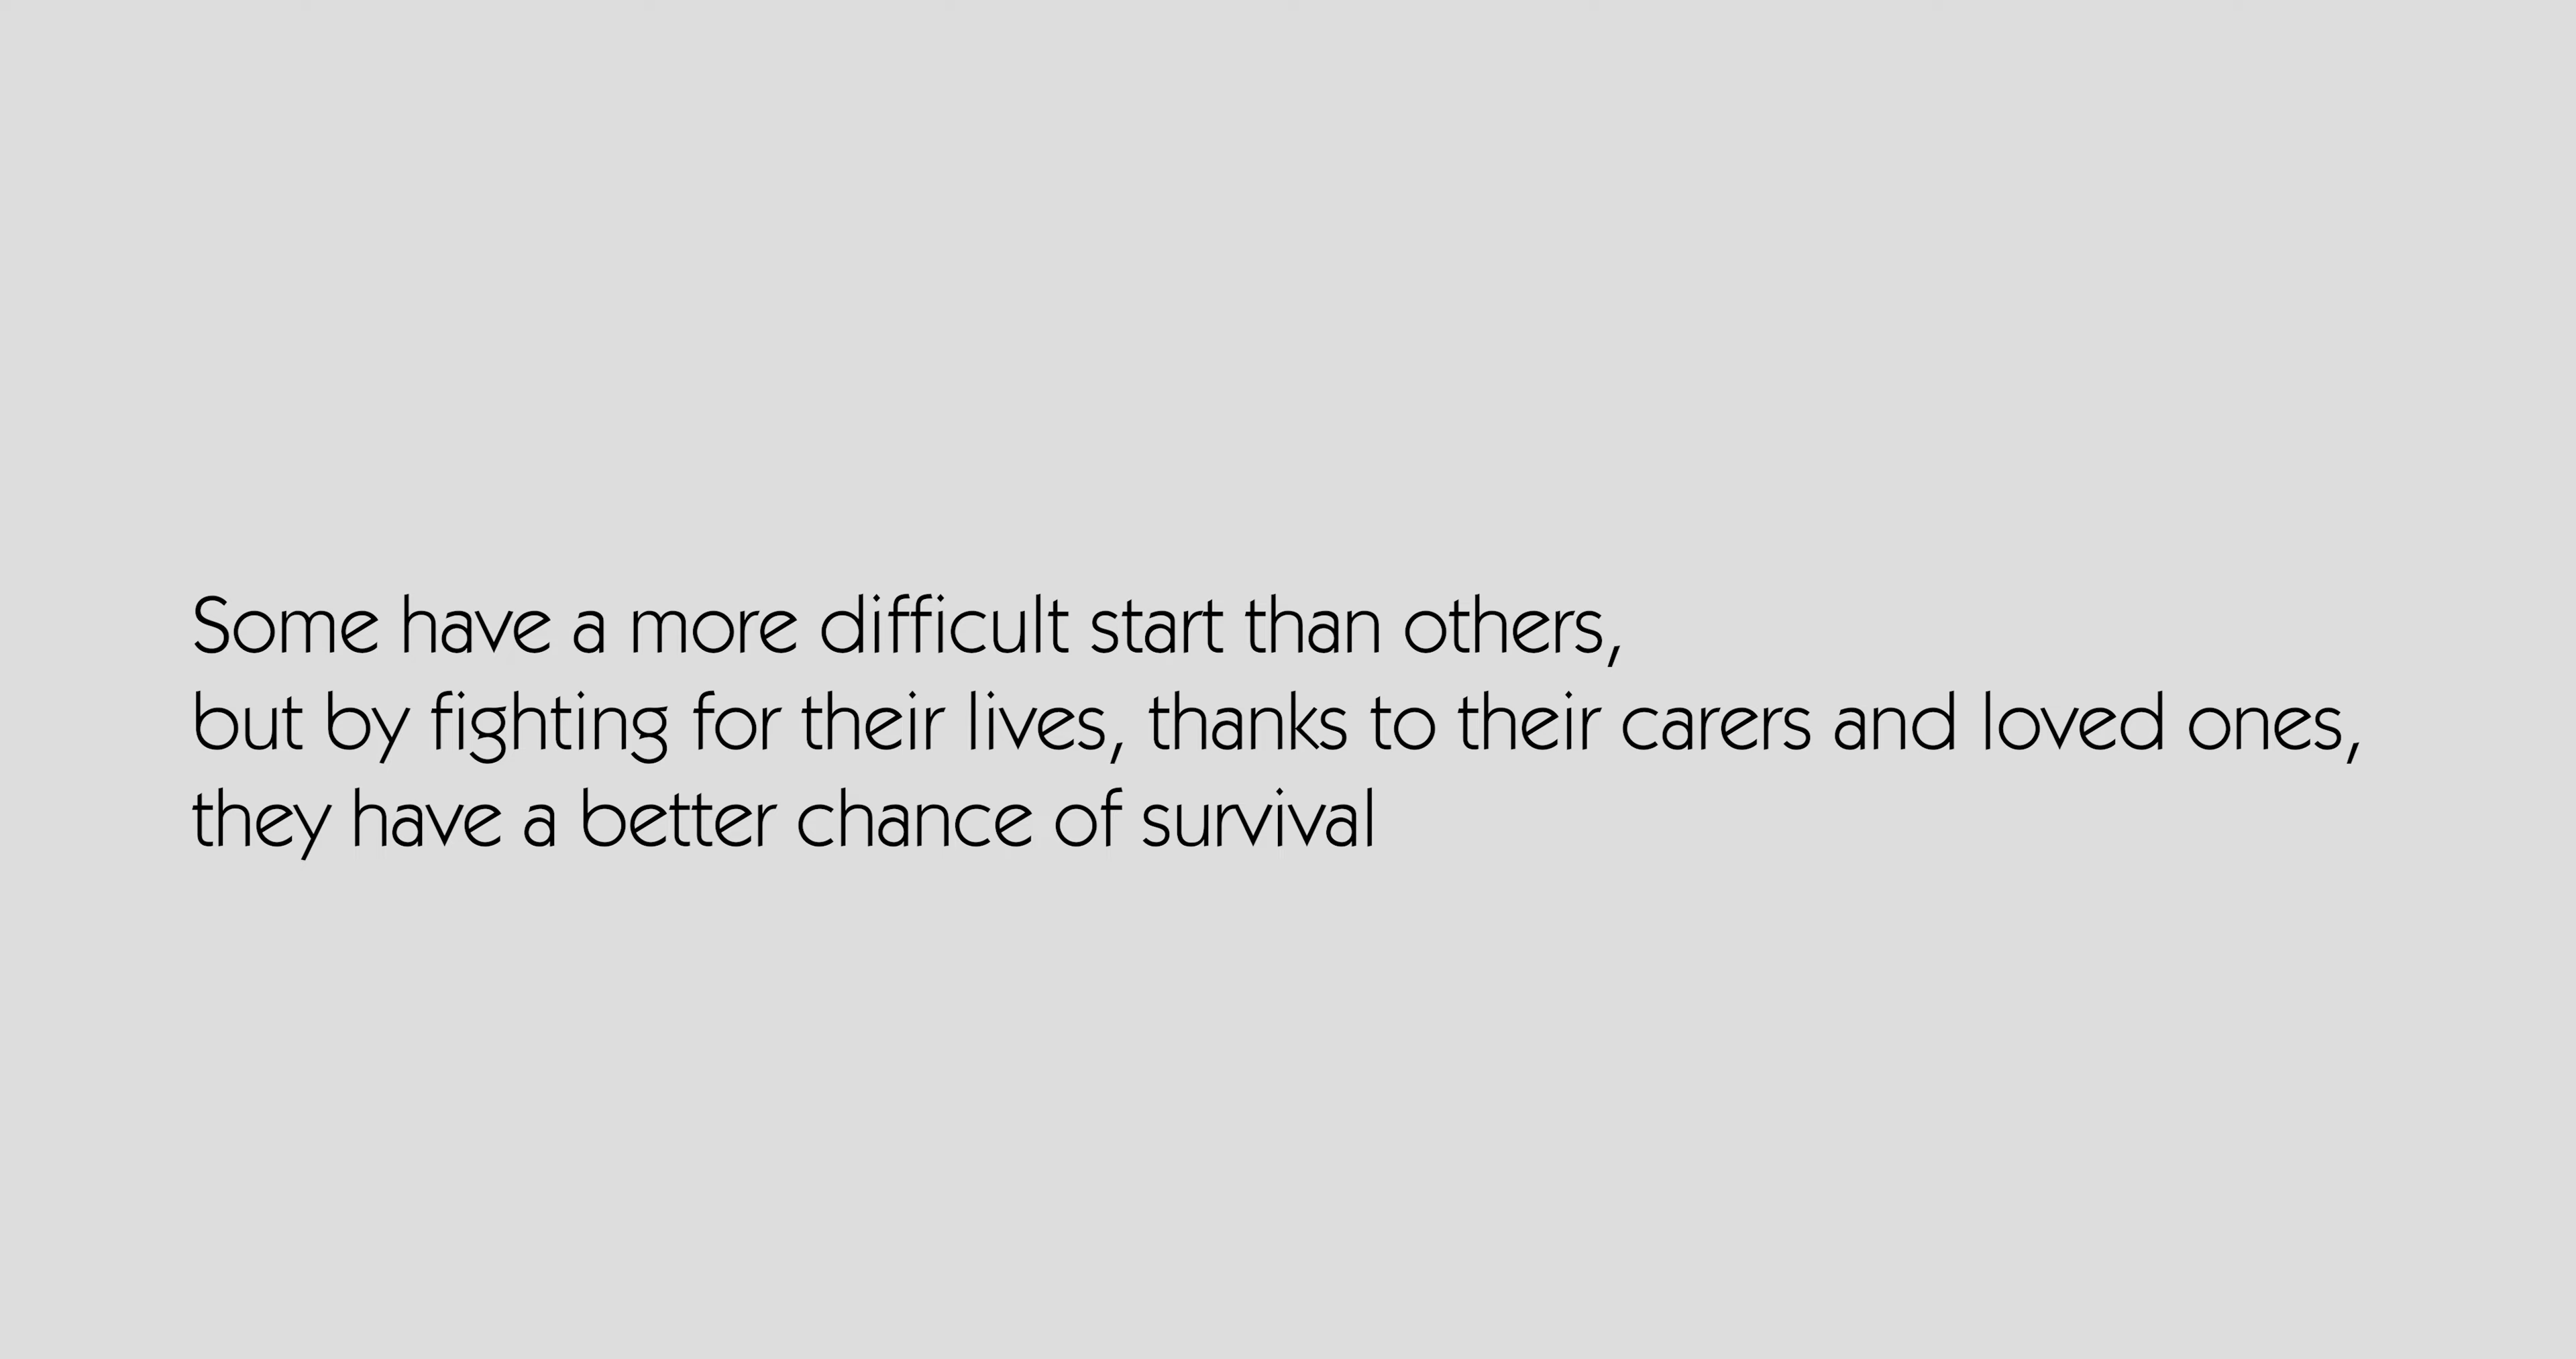 Some have a more difficult start than others,
but by fighting for their lives, thanks to their carers and loved ones,
they have a better chance of survival